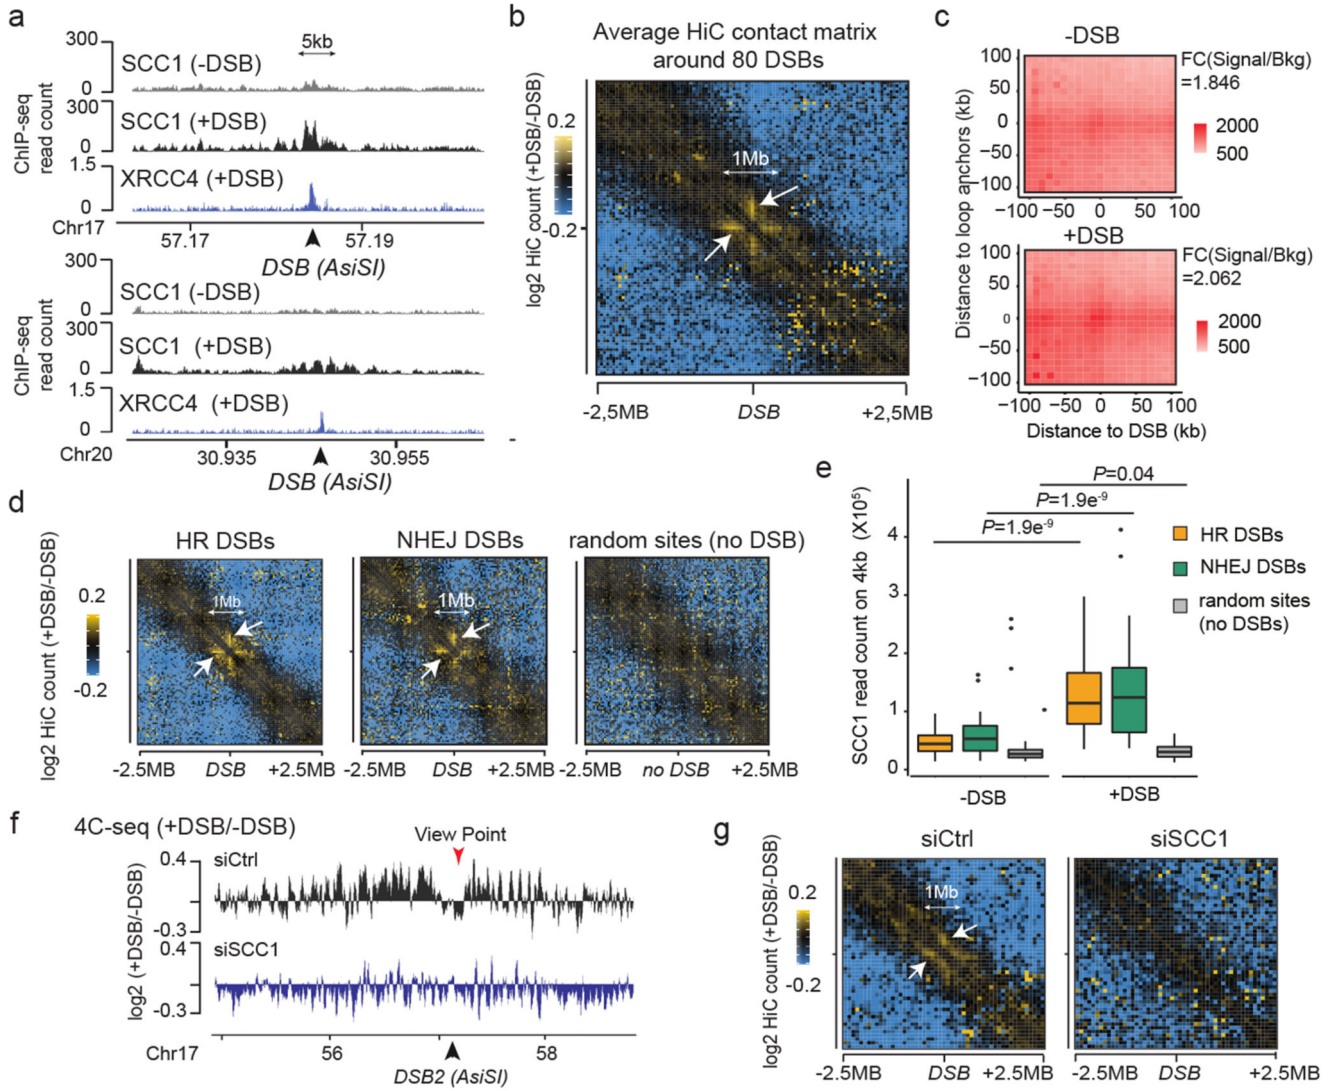 a
300
0
5kb
SCC1 (-DSB)
300
0
SCC1 (+DSB)
ChIP-seq
read count
1.5
0
XRCC4 (+DSB)
Chr17
57.17
57.19
DSB (AsiSI)
300
0
SCC1 (-DSB)
300
0
SCC1 (+DSB)
ChIP-seq
read count
1.5
0
XRCC4 (+DSB)
Chr20
30.935
30.955
DSB (AsiSI)
b
Average HiC contact matrix
around 80 DSBs
log2 HiC count (+DSB/-DSB)
0.2
-0.2
1Mb
-2,5MB
DSB
+2,5MB
c
-DSB
100
50
0
−50
−100
-100
-50
0
50
100
FC(Signal/Bkg)
=1.846
2000
500
+DSB
100
50
0
−50
−100
-100
-50
0
50
100
FC(Signal/Bkg)
=2.062
2000
500
Distance to loop anchors (kb)
Distance to DSB (kb)
d
log2 HiC count (+DSB/-DSB)
0.2
-0.2
HR DSBs
1Mb
-2.5MB
DSB
+2.5MB
NHEJ DSBs
1Mb
-2.5MB
DSB
+2.5MB
random sites (no DSB)
-2.5MB
no DSB
+2.5MB
e
SCC1 read count on 4kb (X10⁵)
4
3
2
1
0
P=0.04
P=1.9e-9
P=1.9e-9
HR DSBs
NHEJ DSBs
random sites
(no DSBs)
-DSB
+DSB
f
4C-seq (+DSB/-DSB)
View Point
log2 (+DSB/-DSB)
0.4
-0.3
siCtrl
0.4
-0.3
siSCC1
Chr17
56
58
DSB2 (AsiSI)
g
log2 HiC count (+DSB/-DSB)
0.2
-0.2
siCtrl
1Mb
-2.5MB
DSB
+2.5MB
siSCC1
-2.5MB
DSB
+2.5MB